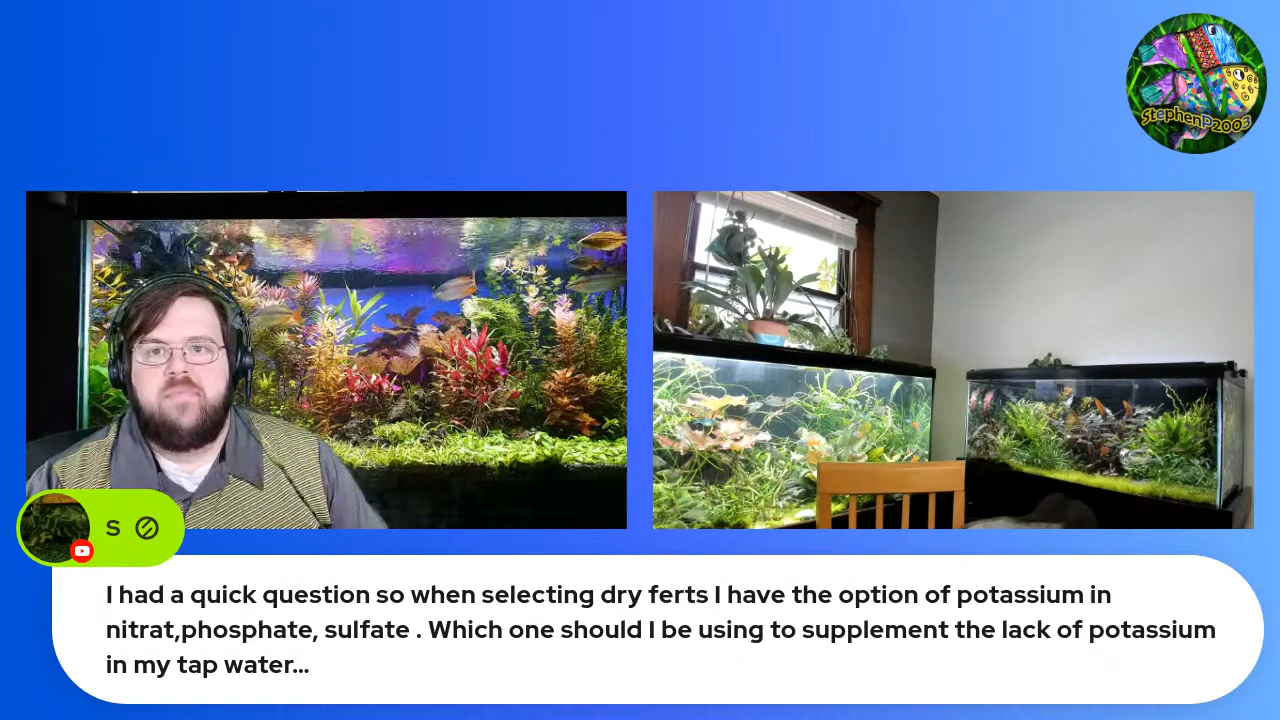 StephenP2003
S
I had a quick question so when selecting dry ferts I have the option of potassium in
nitrat,phosphate, sulfate . Which one should I be using to supplement the lack of potassium
in my tap water...